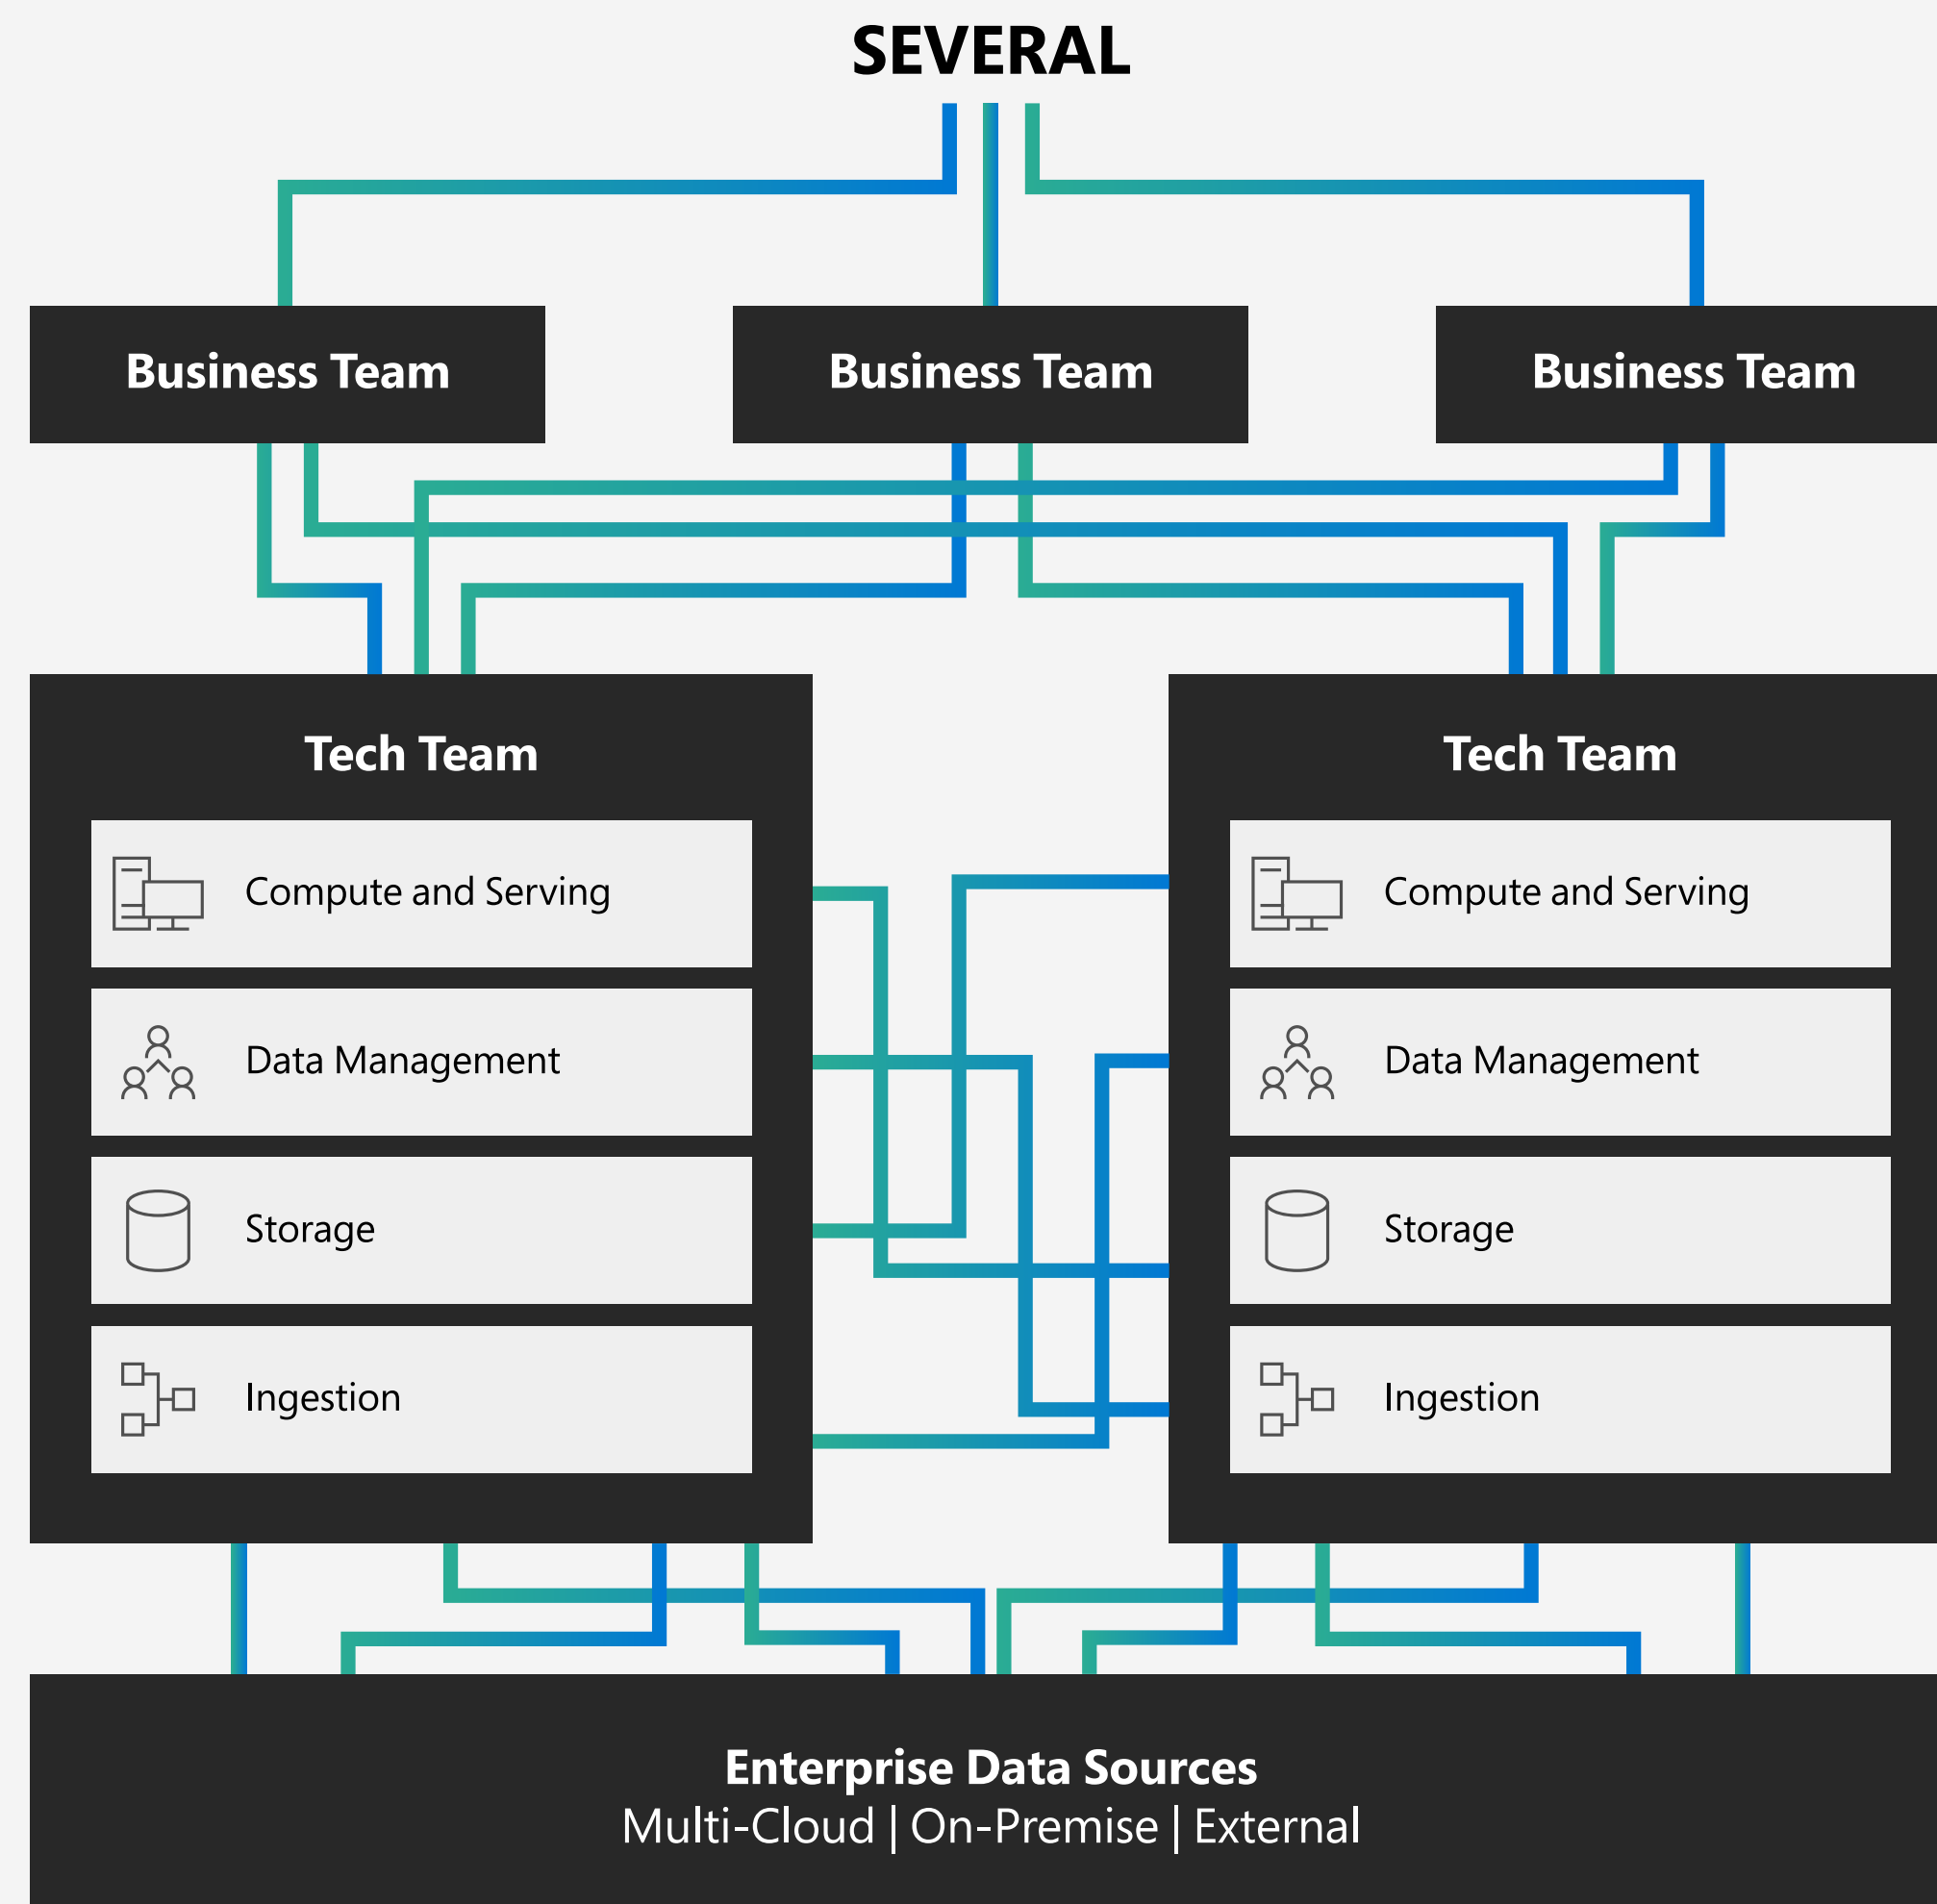 SEVERAL
Business Team
Business Team
Business Team
Tech Team
Compute and Serving
Data Management
Storage
Ingestion
Tech Team
Compute and Serving
Data Management
Storage
Ingestion
Enterprise Data Sources
Multi-Cloud | On-Premise | External